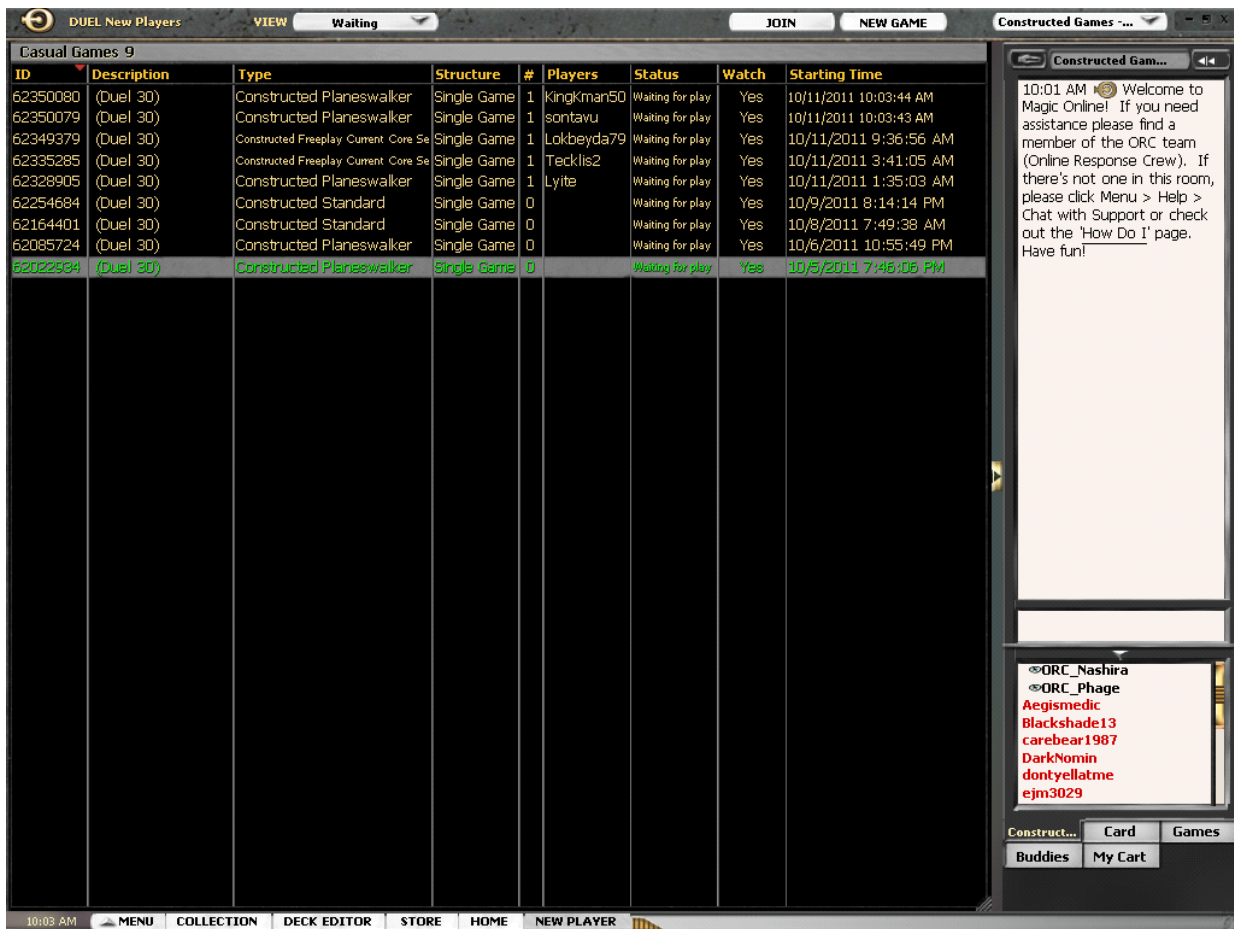 DUEL New Players VIEW Waiting JOIN NEW GAME Constructed Games -...
Casual Games 9
ID Description Type Structure # Players Status Watch Starting Time
62350080 (Duel 30) Constructed Planeswalker Single Game 1 KingKman50 Waiting for play Yes 10/11/2011 10:03:44 AM
62350079 (Duel 30) Constructed Planeswalker Single Game 1 sontavu Waiting for play Yes 10/11/2011 10:03:43 AM
62349379 (Duel 30) Constructed Freeplay Current Core Se Single Game 1 Lokbeyda79 Waiting for play Yes 10/11/2011 9:36:56 AM
62335285 (Duel 30) Constructed Freeplay Current Core Se Single Game 1 Tecklis2 Waiting for play Yes 10/11/2011 3:41:05 AM
62328905 (Duel 30) Constructed Planeswalker Single Game 1 Lyite Waiting for play Yes 10/11/2011 1:35:03 AM
62254684 (Duel 30) Constructed Standard Single Game 0 Waiting for play Yes 10/9/2011 8:14:14 PM
62164401 (Duel 30) Constructed Standard Single Game 0 Waiting for play Yes 10/8/2011 7:49:38 AM
62085724 (Duel 30) Constructed Planeswalker Single Game 0 Waiting for play Yes 10/6/2011 10:55:49 PM
62022934 (Duel 30) Constructed Planeswalker Single Game 0 Waiting for play Yes 10/5/2011 7:46:06 PM
Constructed Gam...
10:01 AM Welcome to
Magic Online! If you need
assistance please find a
member of the ORC team
(Online Response Crew). If
there's not one in this room,
please click Menu > Help >
Chat with Support or check
out the 'How Do I' page.
Have fun!
ORC_Nashira
ORC_Phage
Aegismedic
Blackshade13
carebear1987
DarkNomin
dontyellatme
ejm3029
Construct... Card Games
Buddies My Cart
10:03 AM MENU COLLECTION DECK EDITOR STORE HOME NEW PLAYER